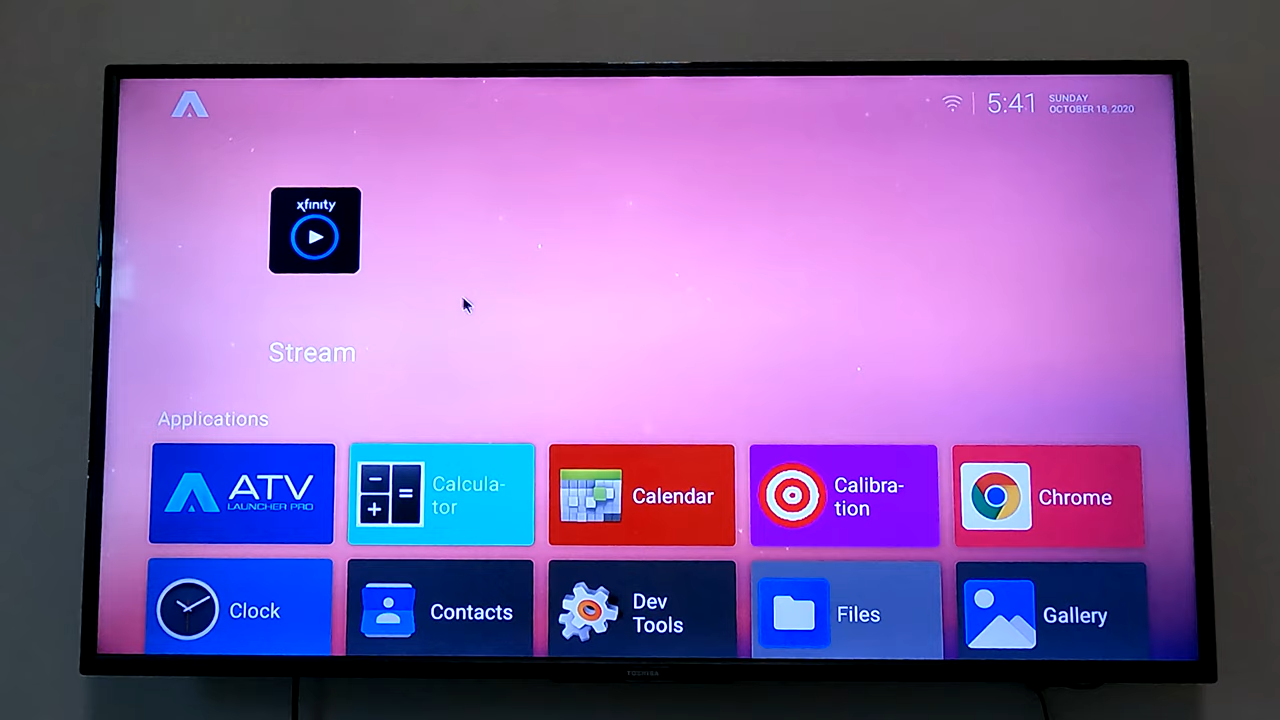 5:41
SUNDAY
OCTOBER 18, 2020
xfinity
Stream
Applications
ATV
LAUNCHER PRO
Calcula-
tor
Calendar
Calibra-
tion
Chrome
Clock
Contacts
Dev
Tools
Files
Gallery
TOSHIBA